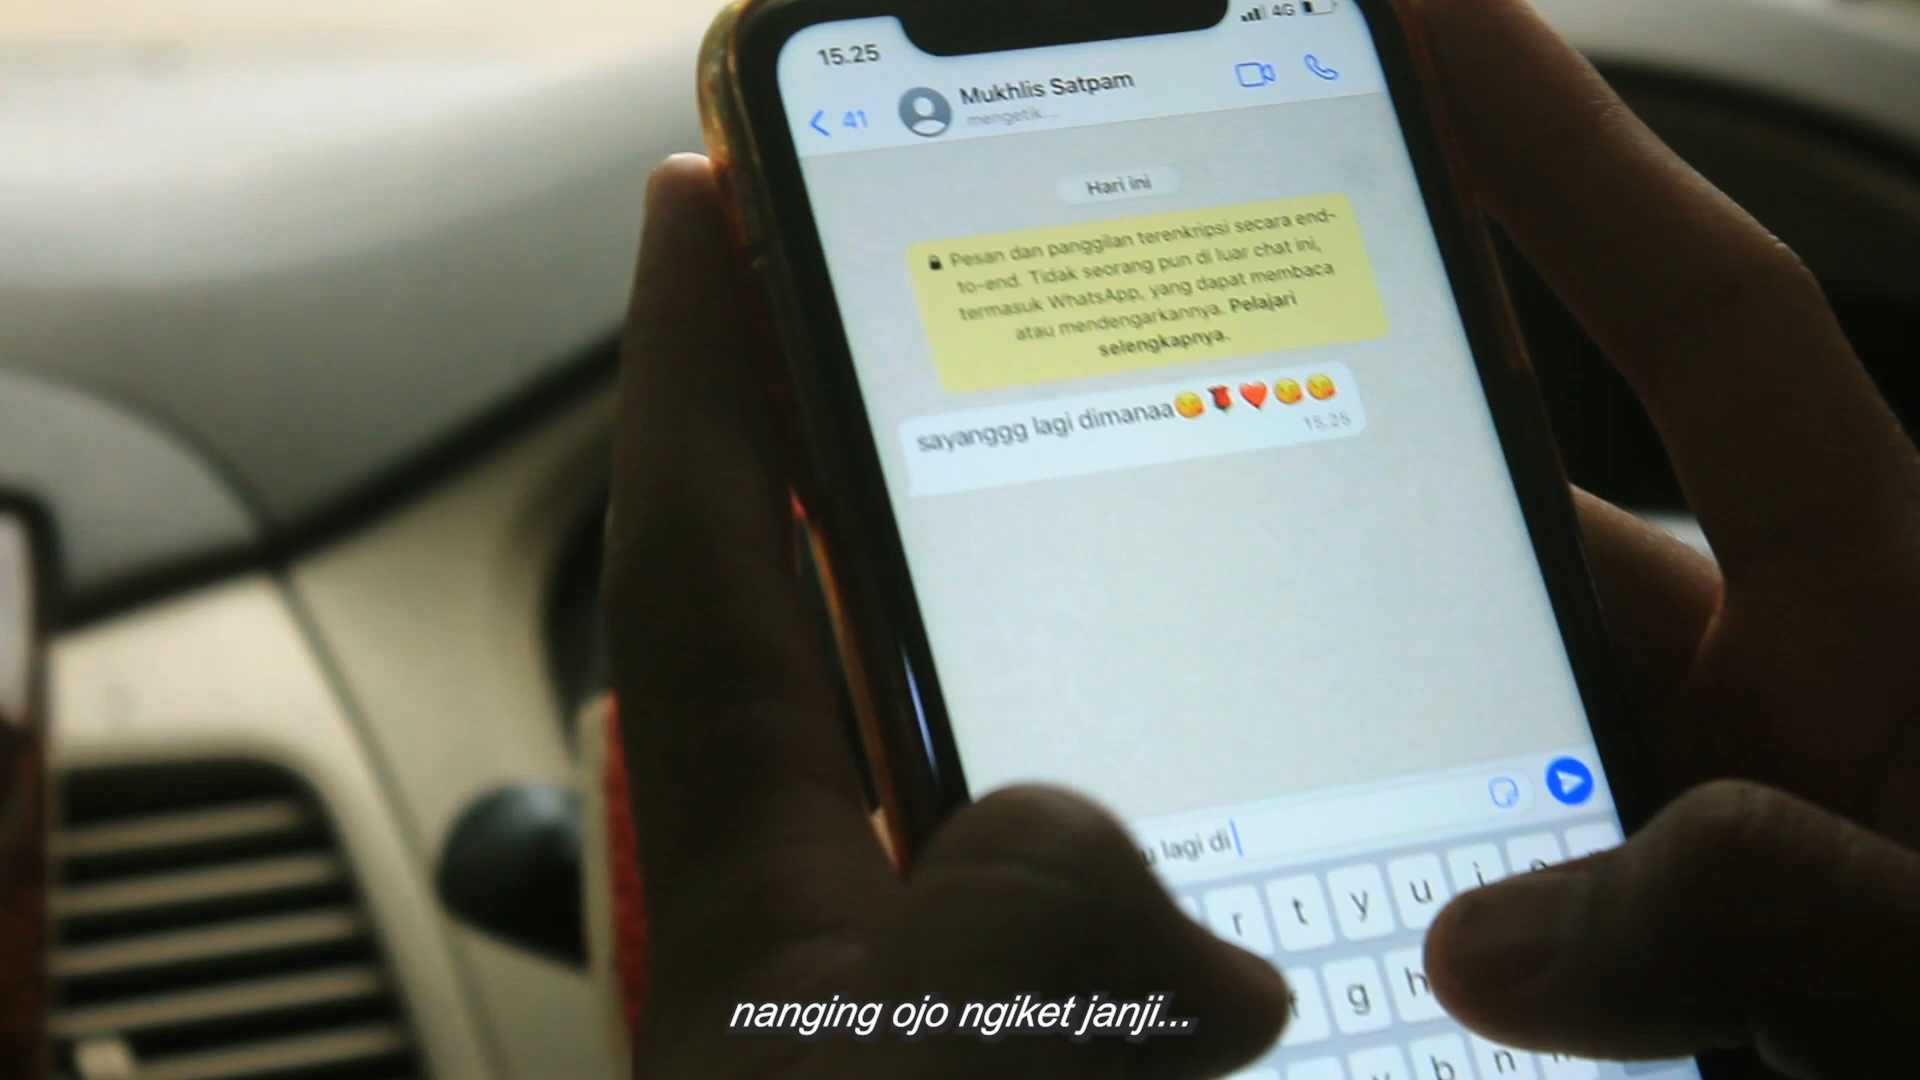 15.25
4G
41
Mukhlis Satpam
mengetik...
Hari ini
Pesan dan panggilan terenkripsi secara end-
to-end. Tidak seorang pun di luar chat ini,
termasuk WhatsApp, yang dapat membaca
atau mendengarkannya. Pelajari
selengkapnya.
sayanggg lagi dimanaa😘🌹❤️😘😘
15.25
lagi di
r t y u i o
f g h
v b n
nanging ojo ngiket janji...